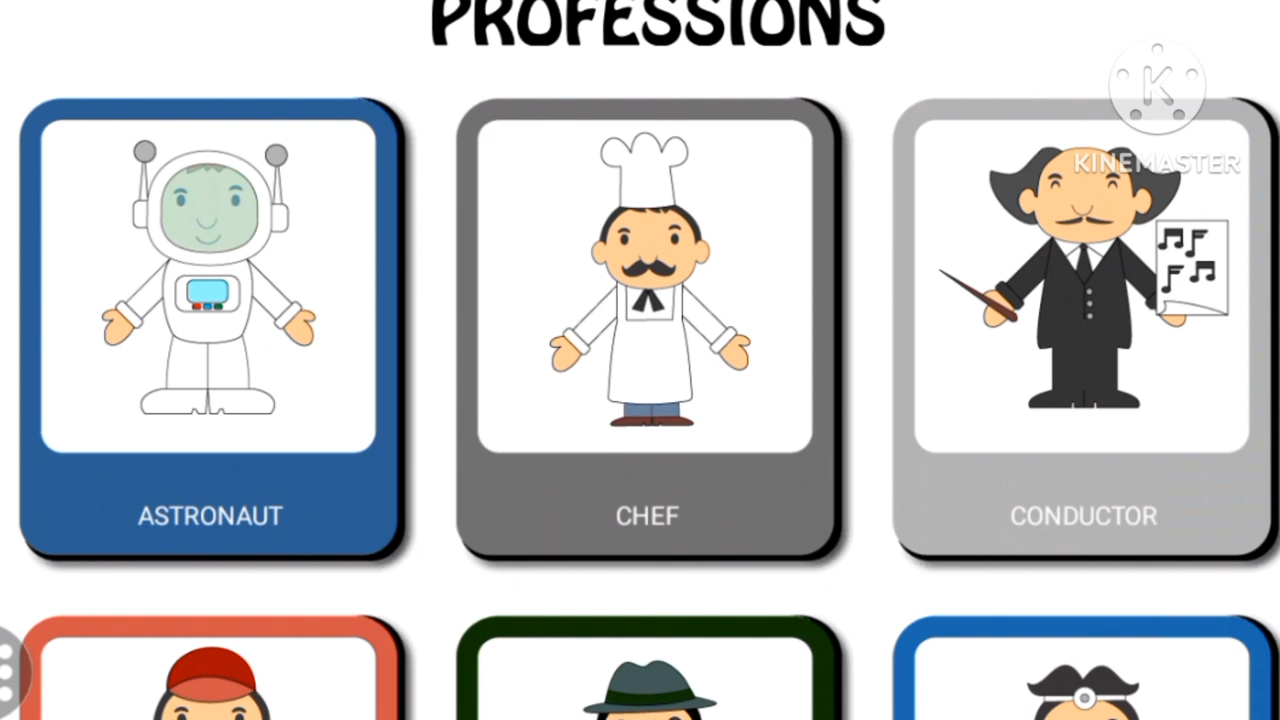 PROFESSIONS
K
KINEMASTER
ASTRONAUT
CHEF
CONDUCTOR